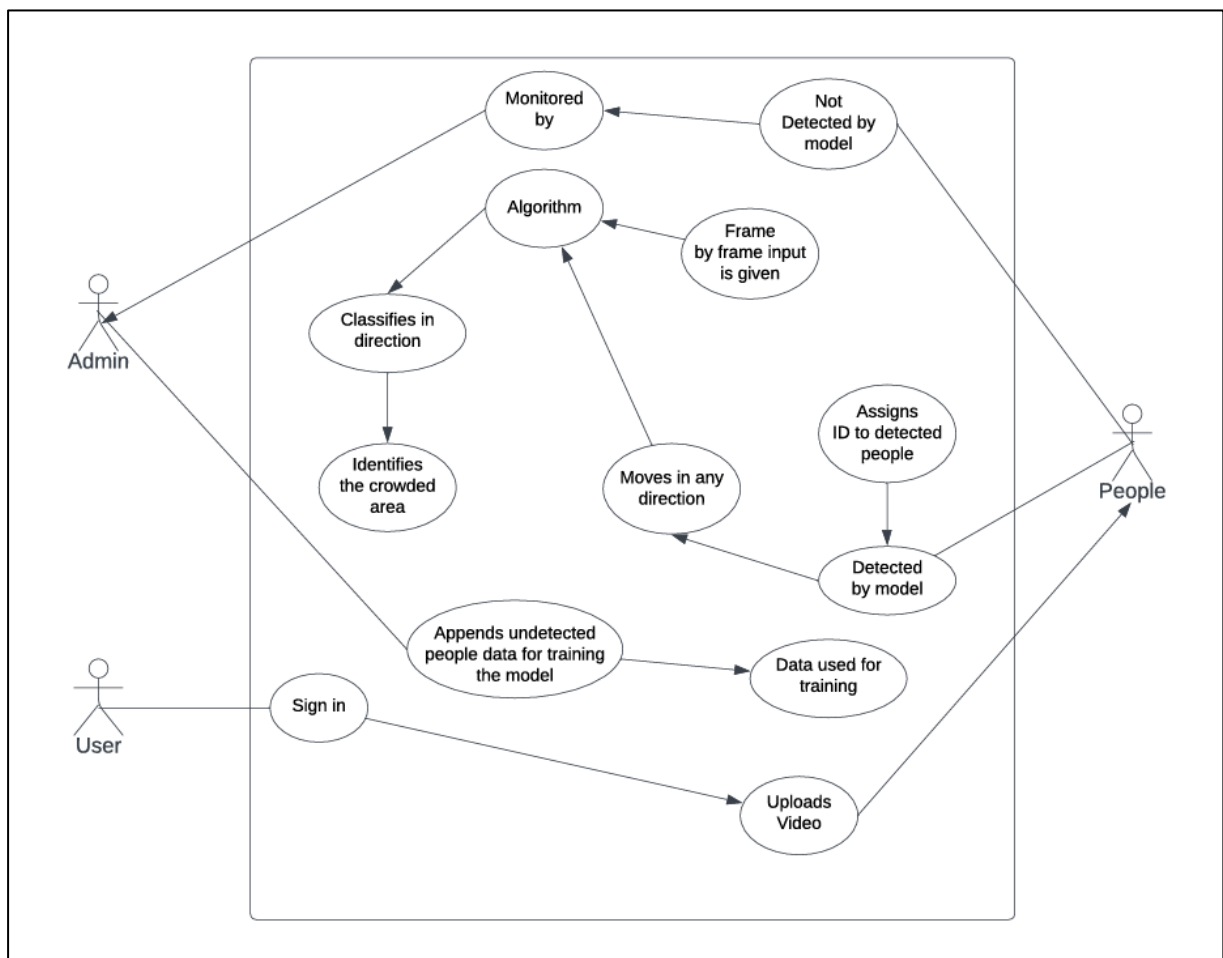 Monitored
by
Not
Detected by
model
Algorithm
Frame
by frame input
is given
Admin
Classifies in
direction
Assigns
ID to detected
people
Identifies
the crowded
area
Moves in any
direction
People
Detected
by model
Appends undetected
people data for training
the model
Data used for
training
User
Sign in
Uploads
Video